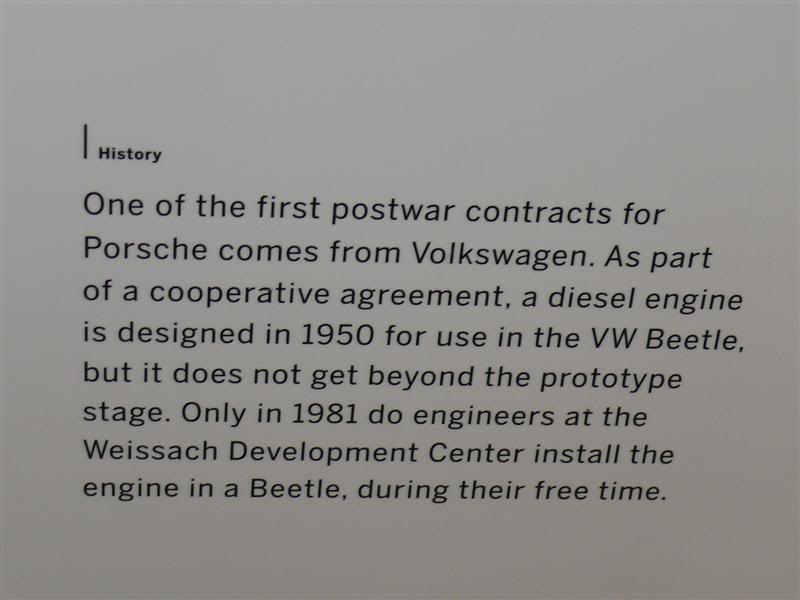 History
One of the first postwar contracts for
Porsche comes from Volkswagen. As part
of a cooperative agreement, a diesel engine
is designed in 1950 for use in the VW Beetle,
but it does not get beyond the prototype
stage. Only in 1981 do engineers at the
Weissach Development Center install the
engine in a Beetle, during their free time.